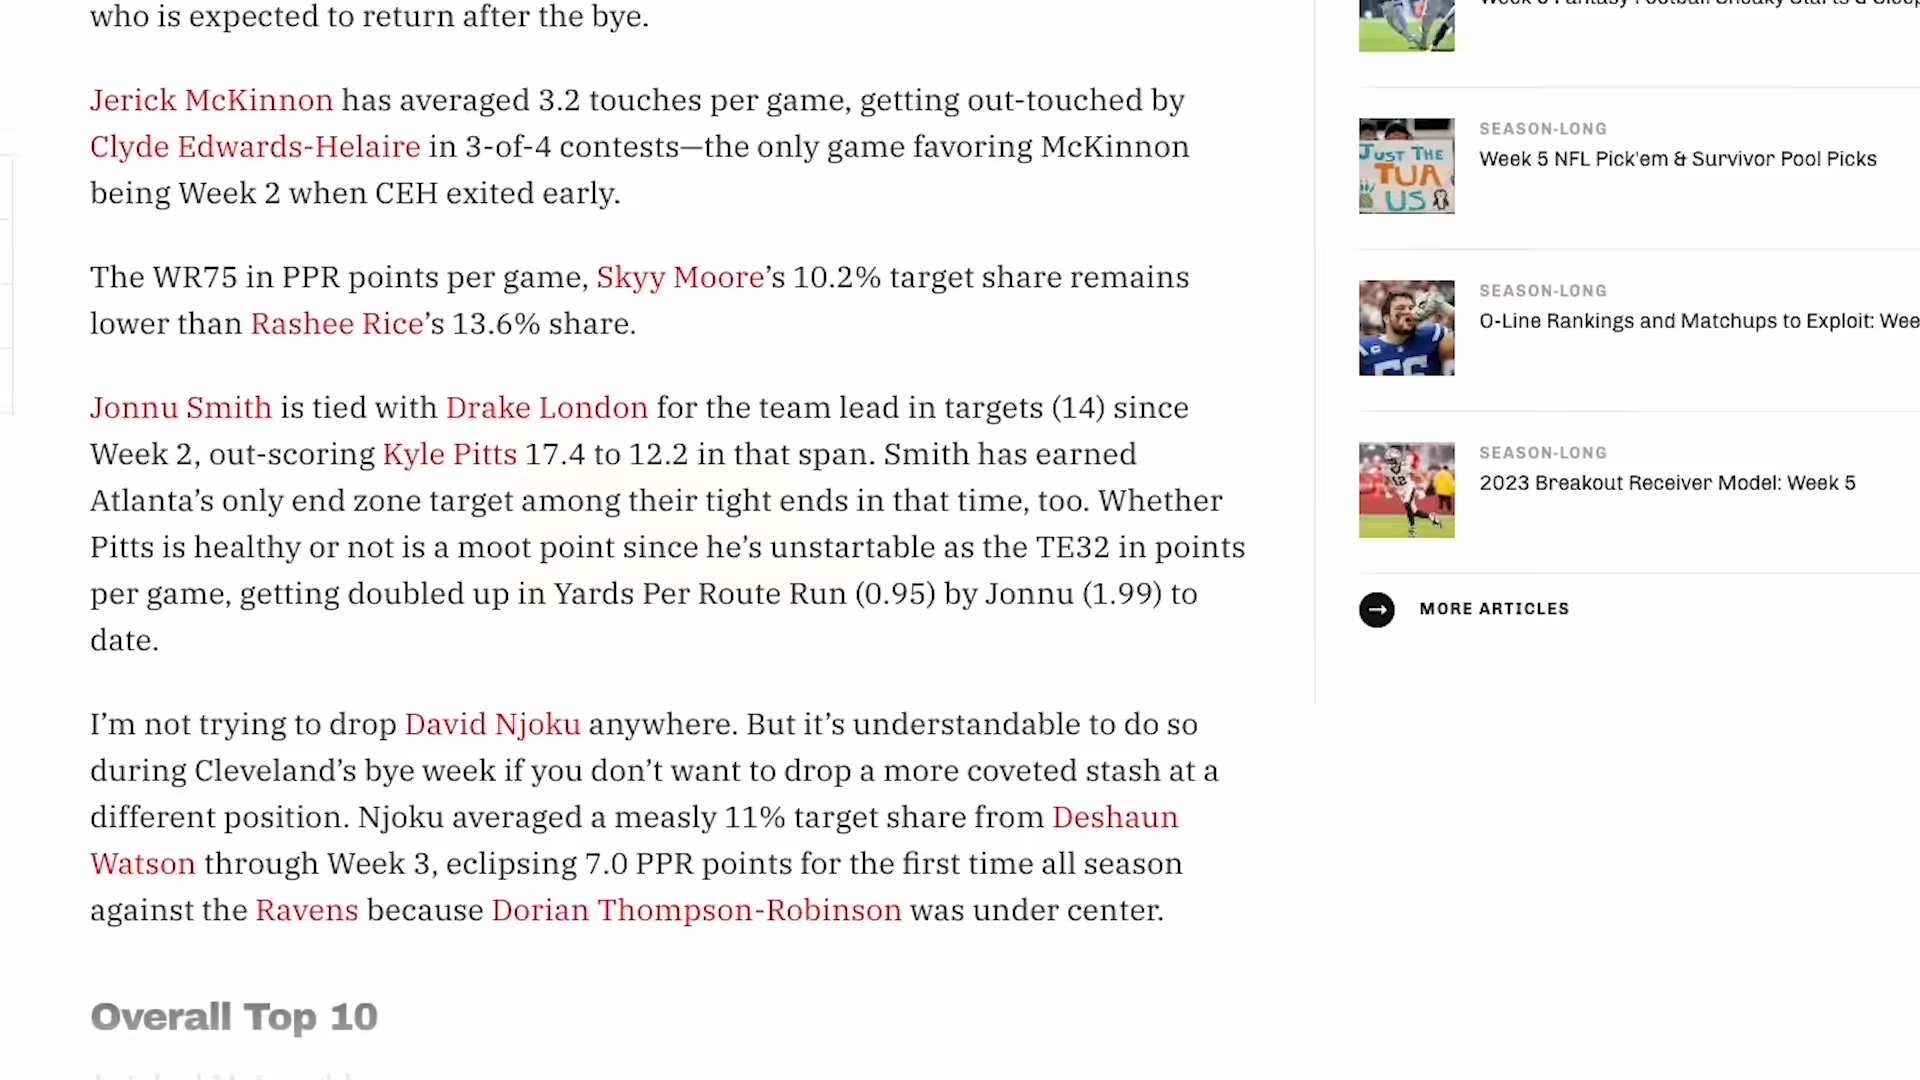 who is expected to return after the bye.
Jerick McKinnon has averaged 3.2 touches per game, getting out-touched by
Clyde Edwards-Helaire in 3-of-4 contests—the only game favoring McKinnon
being Week 2 when CEH exited early.
The WR75 in PPR points per game, Skyy Moore’s 10.2% target share remains
lower than Rashee Rice’s 13.6% share.
Jonnu Smith is tied with Drake London for the team lead in targets (14) since
Week 2, out-scoring Kyle Pitts 17.4 to 12.2 in that span. Smith has earned
Atlanta’s only end zone target among their tight ends in that time, too. Whether
Pitts is healthy or not is a moot point since he’s unstartable as the TE32 in points
per game, getting doubled up in Yards Per Route Run (0.95) by Jonnu (1.99) to
date.
I’m not trying to drop David Njoku anywhere. But it’s understandable to do so
during Cleveland’s bye week if you don’t want to drop a more coveted stash at a
different position. Njoku averaged a measly 11% target share from Deshaun
Watson through Week 3, eclipsing 7.0 PPR points for the first time all season
against the Ravens because Dorian Thompson-Robinson was under center.
Overall Top 10
SEASON-LONG
Week 5 NFL Pick'em & Survivor Pool Picks
JUST THE
TUA
US
SEASON-LONG
O-Line Rankings and Matchups to Exploit: Wee
SEASON-LONG
2023 Breakout Receiver Model: Week 5
MORE ARTICLES